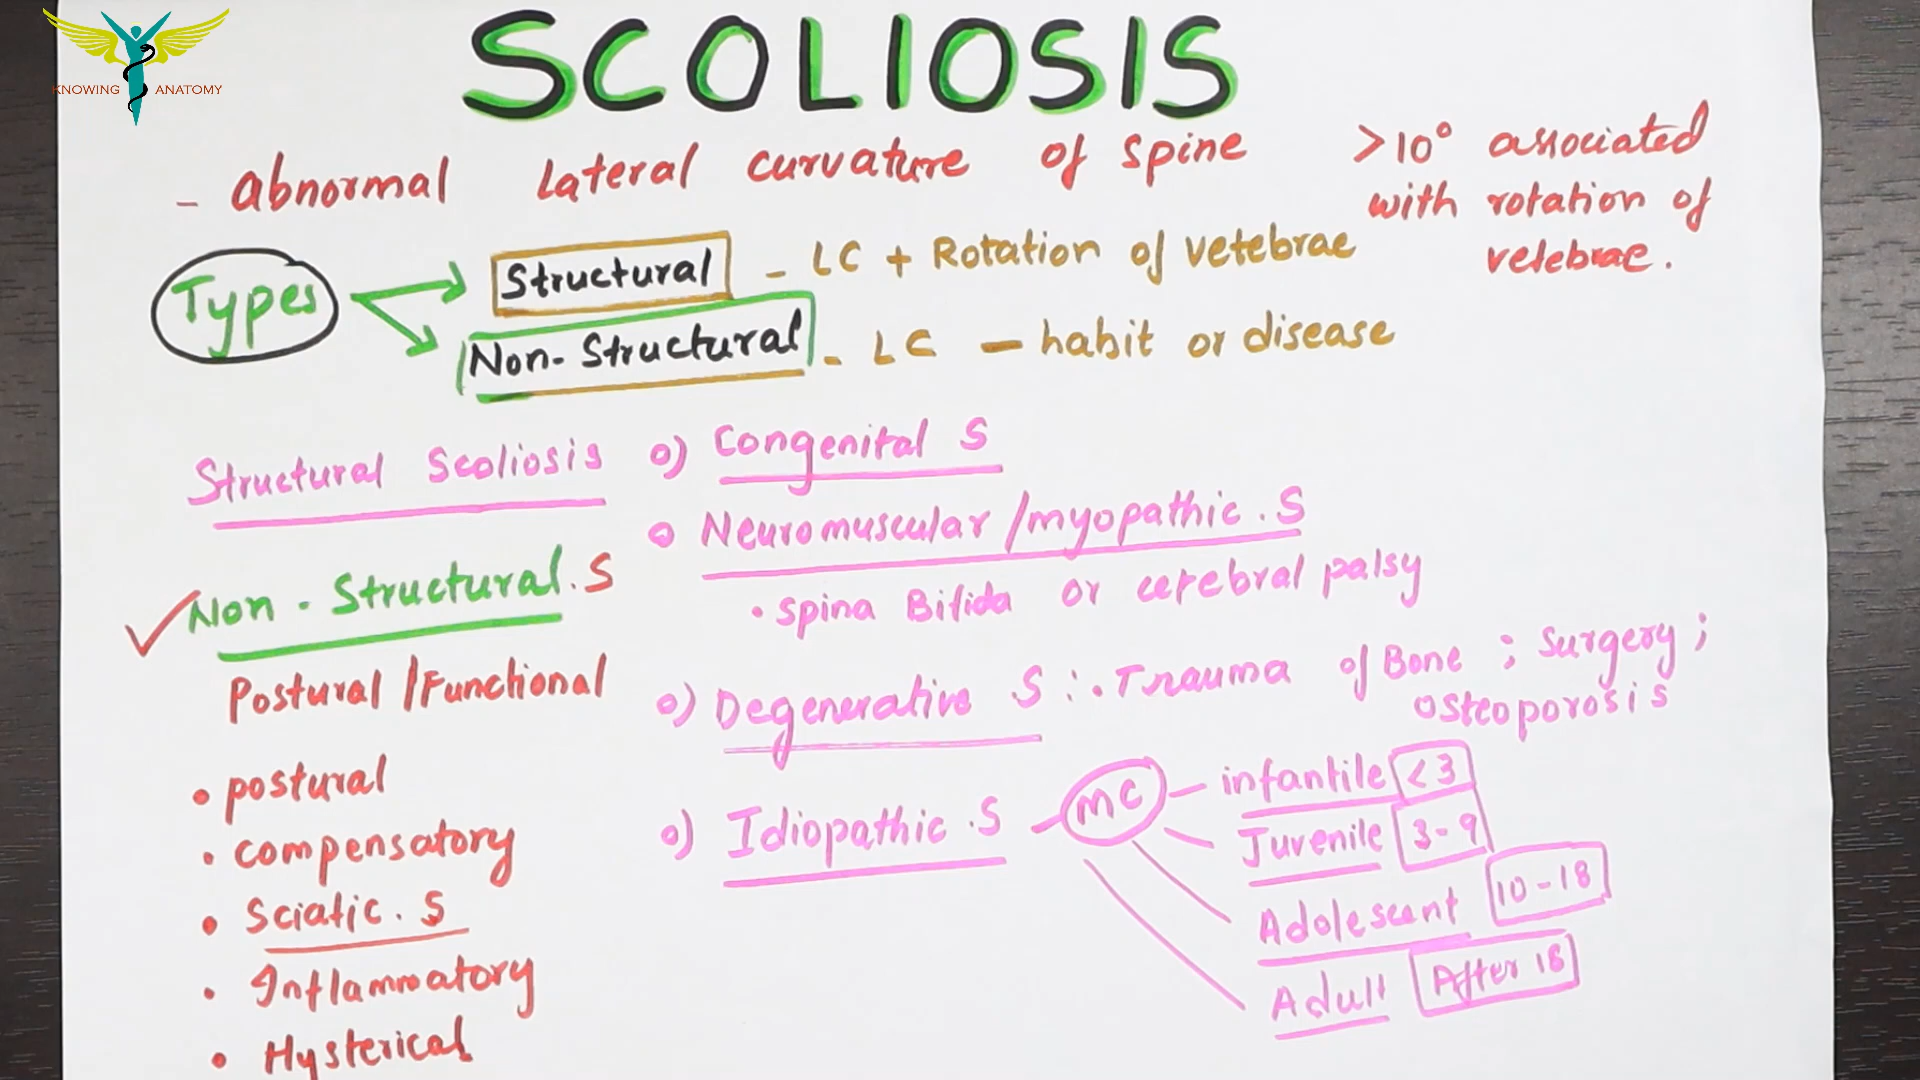 KNOWING ANATOMY
SCOLIOSIS
- Abnormal Lateral curvature of spine
>10° associated
with rotation of
vetebrae.
Types
Structural - LC + Rotation of vetebrae
Non-Structural - LC - habit or disease
Structural Scoliosis
o) Congenital S
o Neuromuscular/myopathic.S
• Spina Bifida or cerebral palsy
o) Degenerative S : • Trauma of Bone ; Surgery ;
osteoporosis
o) Idiopathic.S - MC - infantile <3
Juvenile 3-9
Adolescent 10-18
Adult After 18
Non-Structural.S
Postural/Functional
• postural
• compensatory
• Sciatic.S
• Inflammatory
• Hysterical